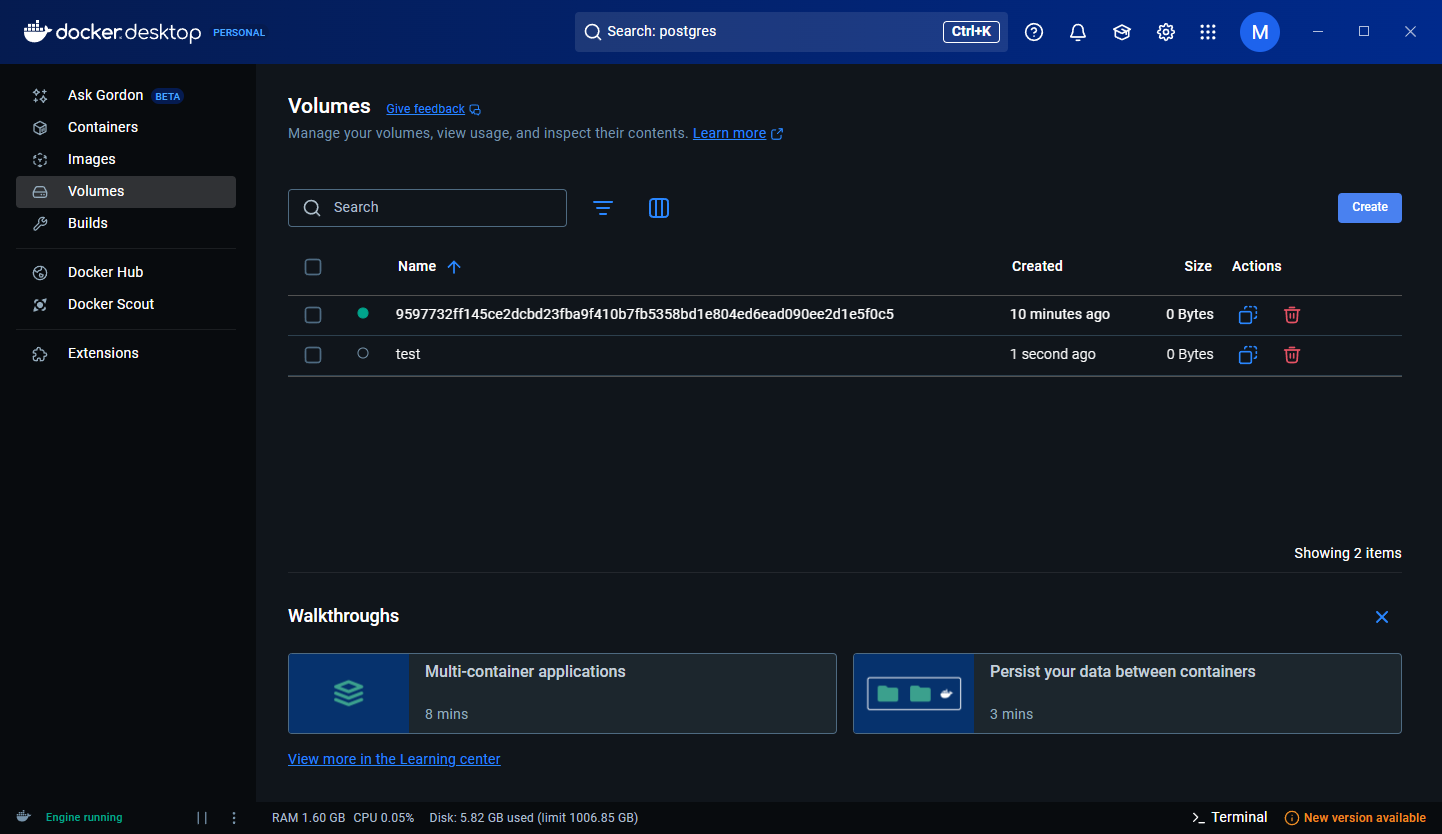 docker.desktop PERSONAL
Search: postgres
Ctrl+K
M
Ask Gordon BETA
Containers
Images
Volumes
Builds
Docker Hub
Docker Scout
Extensions
Volumes Give feedback
Manage your volumes, view usage, and inspect their contents. Learn more
Search
Create
Name Created Size Actions
9597732ff145ce2dcbd23fba9f410b7fb5358bd1e804ed6ead090ee2d1e5f0c5 10 minutes ago 0 Bytes
test 1 second ago 0 Bytes
Showing 2 items
Walkthroughs
Multi-container applications
8 mins
Persist your data between containers
3 mins
View more in the Learning center
Engine running
RAM 1.60 GB CPU 0.05% Disk: 5.82 GB used (limit 1006.85 GB)
>_ Terminal
New version available